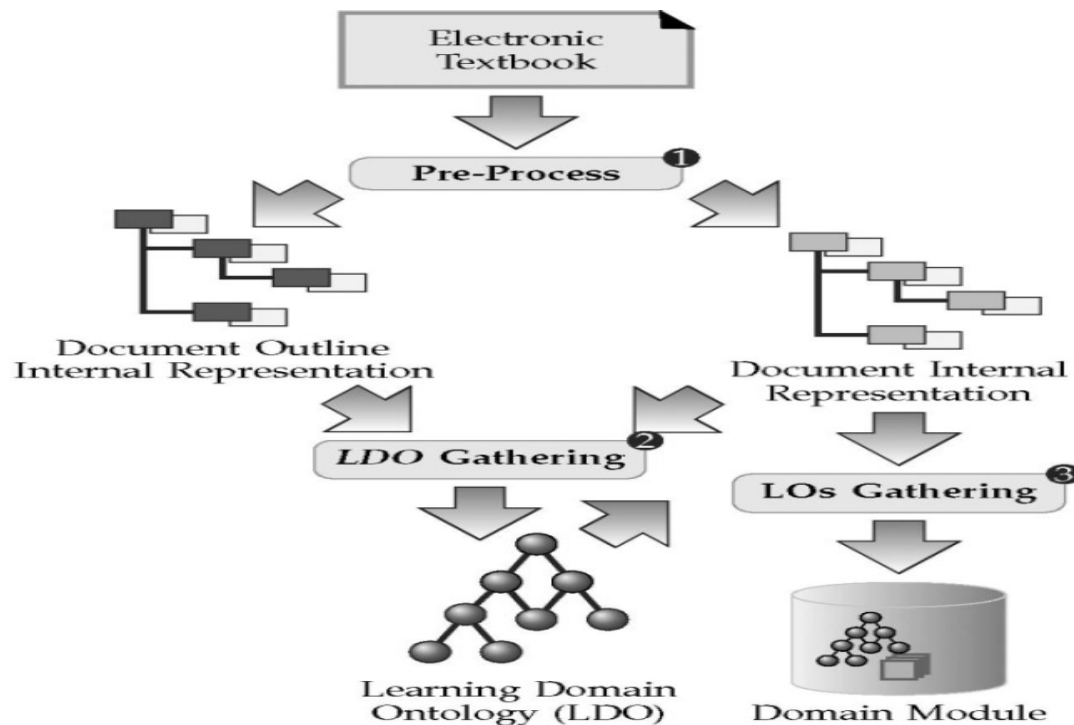 Electronic
Textbook
Pre-Process
1
Document Outline
Internal Representation
Document Internal
Representation
LDO Gathering
2
LOs Gathering
3
Learning Domain
Ontology (LDO)
Domain Module